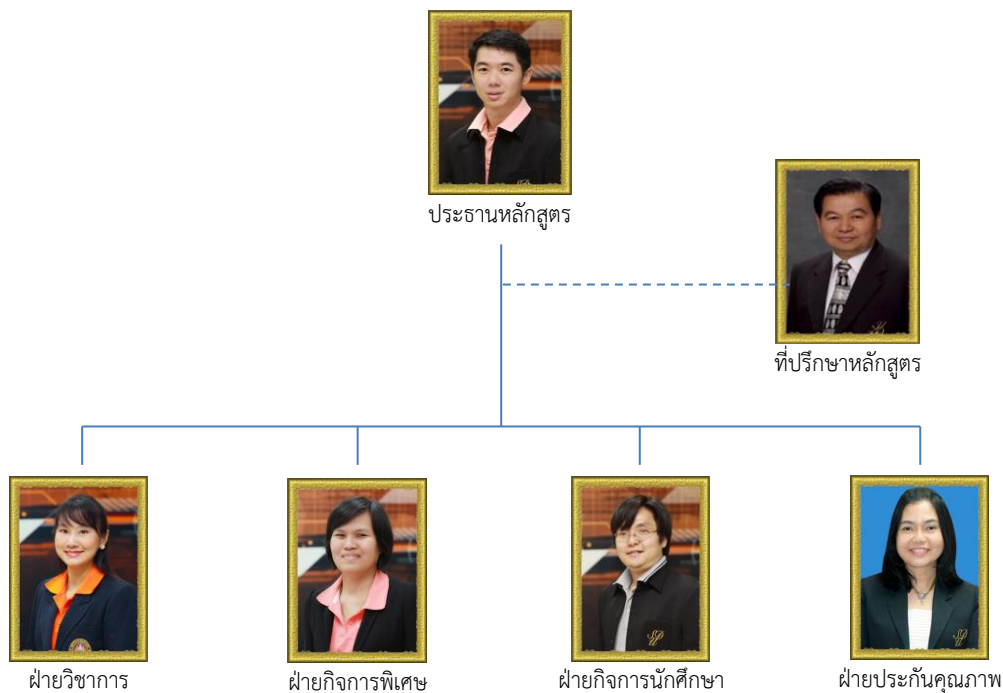 ประธานหลักสูตร
ที่ปรึกษาหลักสูตร
ฝ่ายวิชาการ
ฝ่ายกิจการพิเศษ
ฝ่ายกิจการนักศึกษา
ฝ่ายประกันคุณภาพ